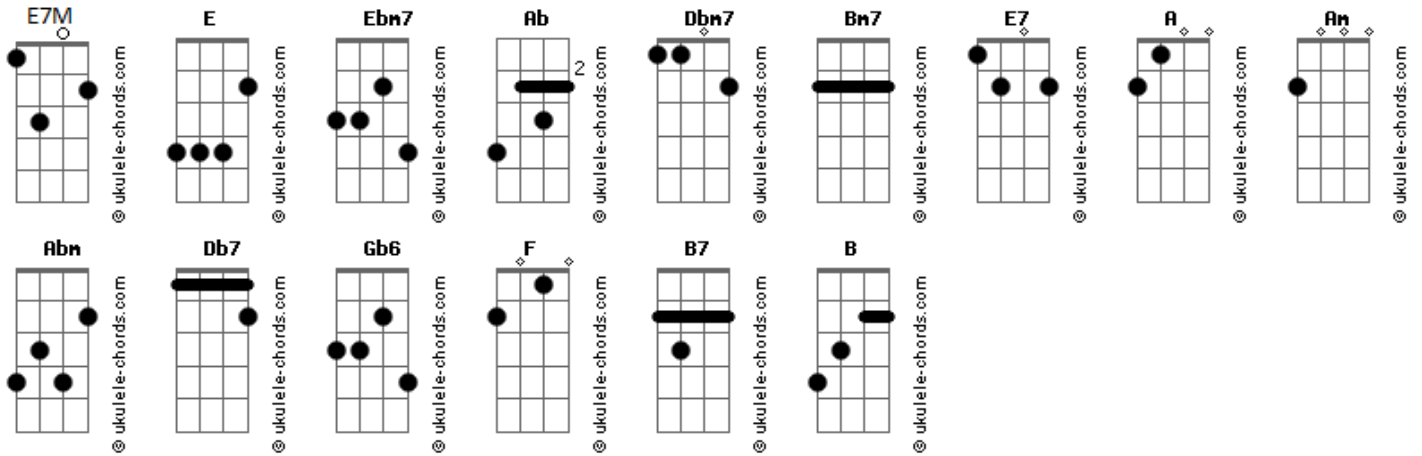 E7M E Ebm7 Ab Dbm7 Bm7 E7 A Am
2
© ukulele-chords.com © ukulele-chords.com © ukulele-chords.com © ukulele-chords.com © ukulele-chords.com © ukulele-chords.com © ukulele-chords.com © ukulele-chords.com © ukulele-chords.com
Abm Db7 Gb6 F B7 B
© ukulele-chords.com © ukulele-chords.com © ukulele-chords.com © ukulele-chords.com © ukulele-chords.com © ukulele-chords.com